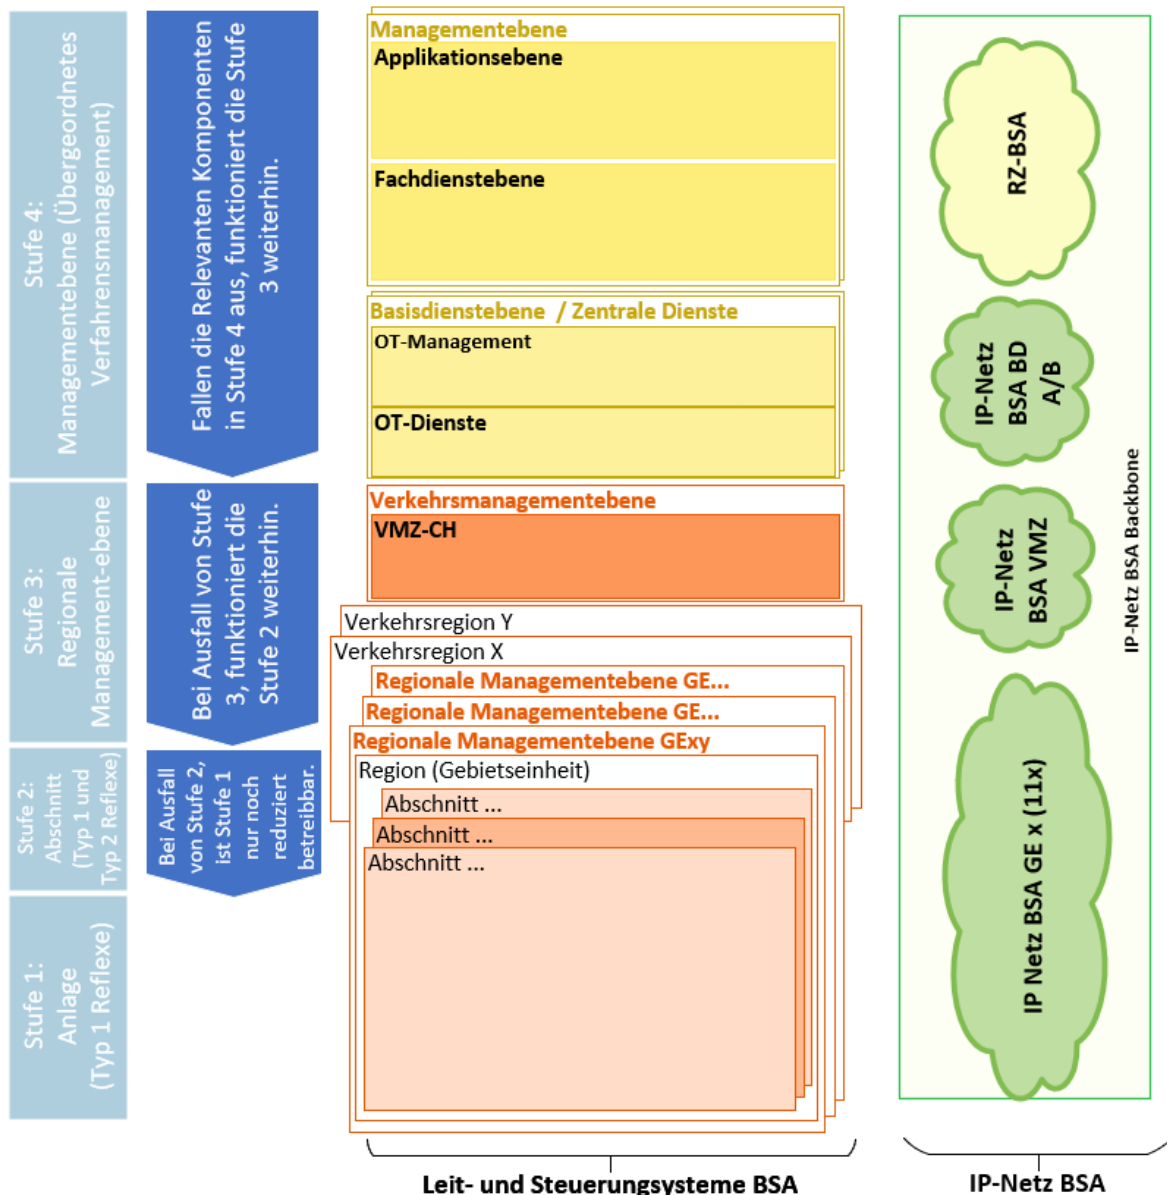 Stufe 4:
Managementebene (Übergeordnetes
Verfahrensmanagement)
Fallen die Relevanten Komponenten
in Stufe 4 aus, funktioniert die Stufe
3 weiterhin.
Managementebene
Applikationsebene
Fachdienstebene
Basisdienstebene / Zentrale Dienste
OT-Management
OT-Dienste
Stufe 3:
Regionale
Management-ebene
Bei Ausfall von Stufe
3, funktioniert die
Stufe 2 weiterhin.
Verkehrsmanagementebene
VMZ-CH
Verkehrsregion Y
Verkehrsregion X
Regionale Managementebene GE...
Regionale Managementebene GE...
Regionale Managementebene GExy
Region (Gebietseinheit)
Stufe 2:
Abschnitt
(Typ 1 und
Typ 2 Reflexe)
Bei Ausfall
von Stufe 2,
ist Stufe 1
nur noch
reduziert
betreibbar.
Abschnitt ...
Abschnitt ...
Abschnitt ...
Stufe 1:
Anlage
(Typ 1 Reflexe)
Leit- und Steuerungsysteme BSA
RZ-BSA
IP-Netz
BSA BD
A/B
IP-Netz
BSA VMZ
IP Netz BSA GE x (11x)
IP-Netz BSA Backbone
IP-Netz BSA